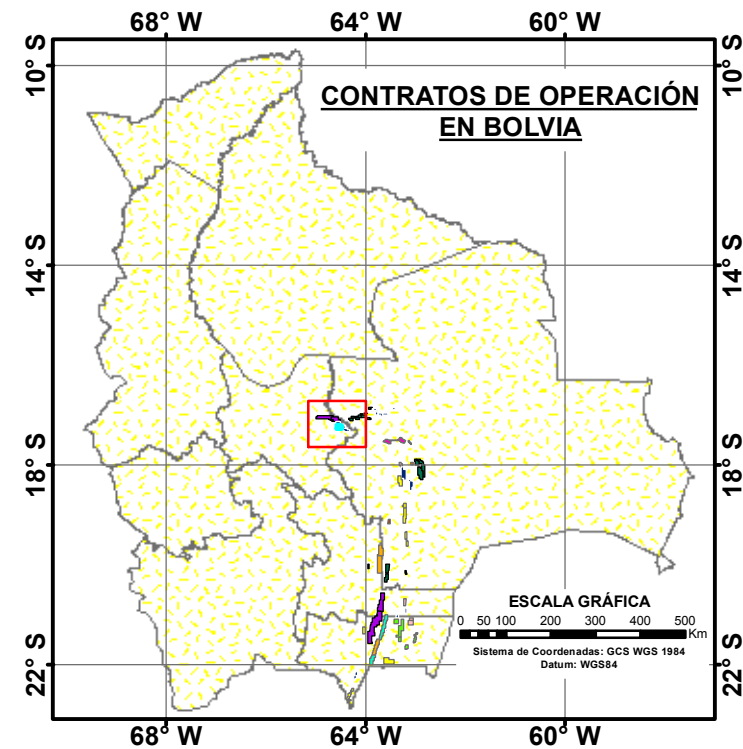 68° W 64° W 60° W
10° S 10° S
CONTRATOS DE OPERACIÓN
EN BOLVIA
14° S 14° S
18° S 18° S
ESCALA GRÁFICA
0 50 100 200 300 400 500
Km
Sistema de Coordenadas: GCS WGS 1984
Datum: WGS84
22° S 22° S
68° W 64° W 60° W